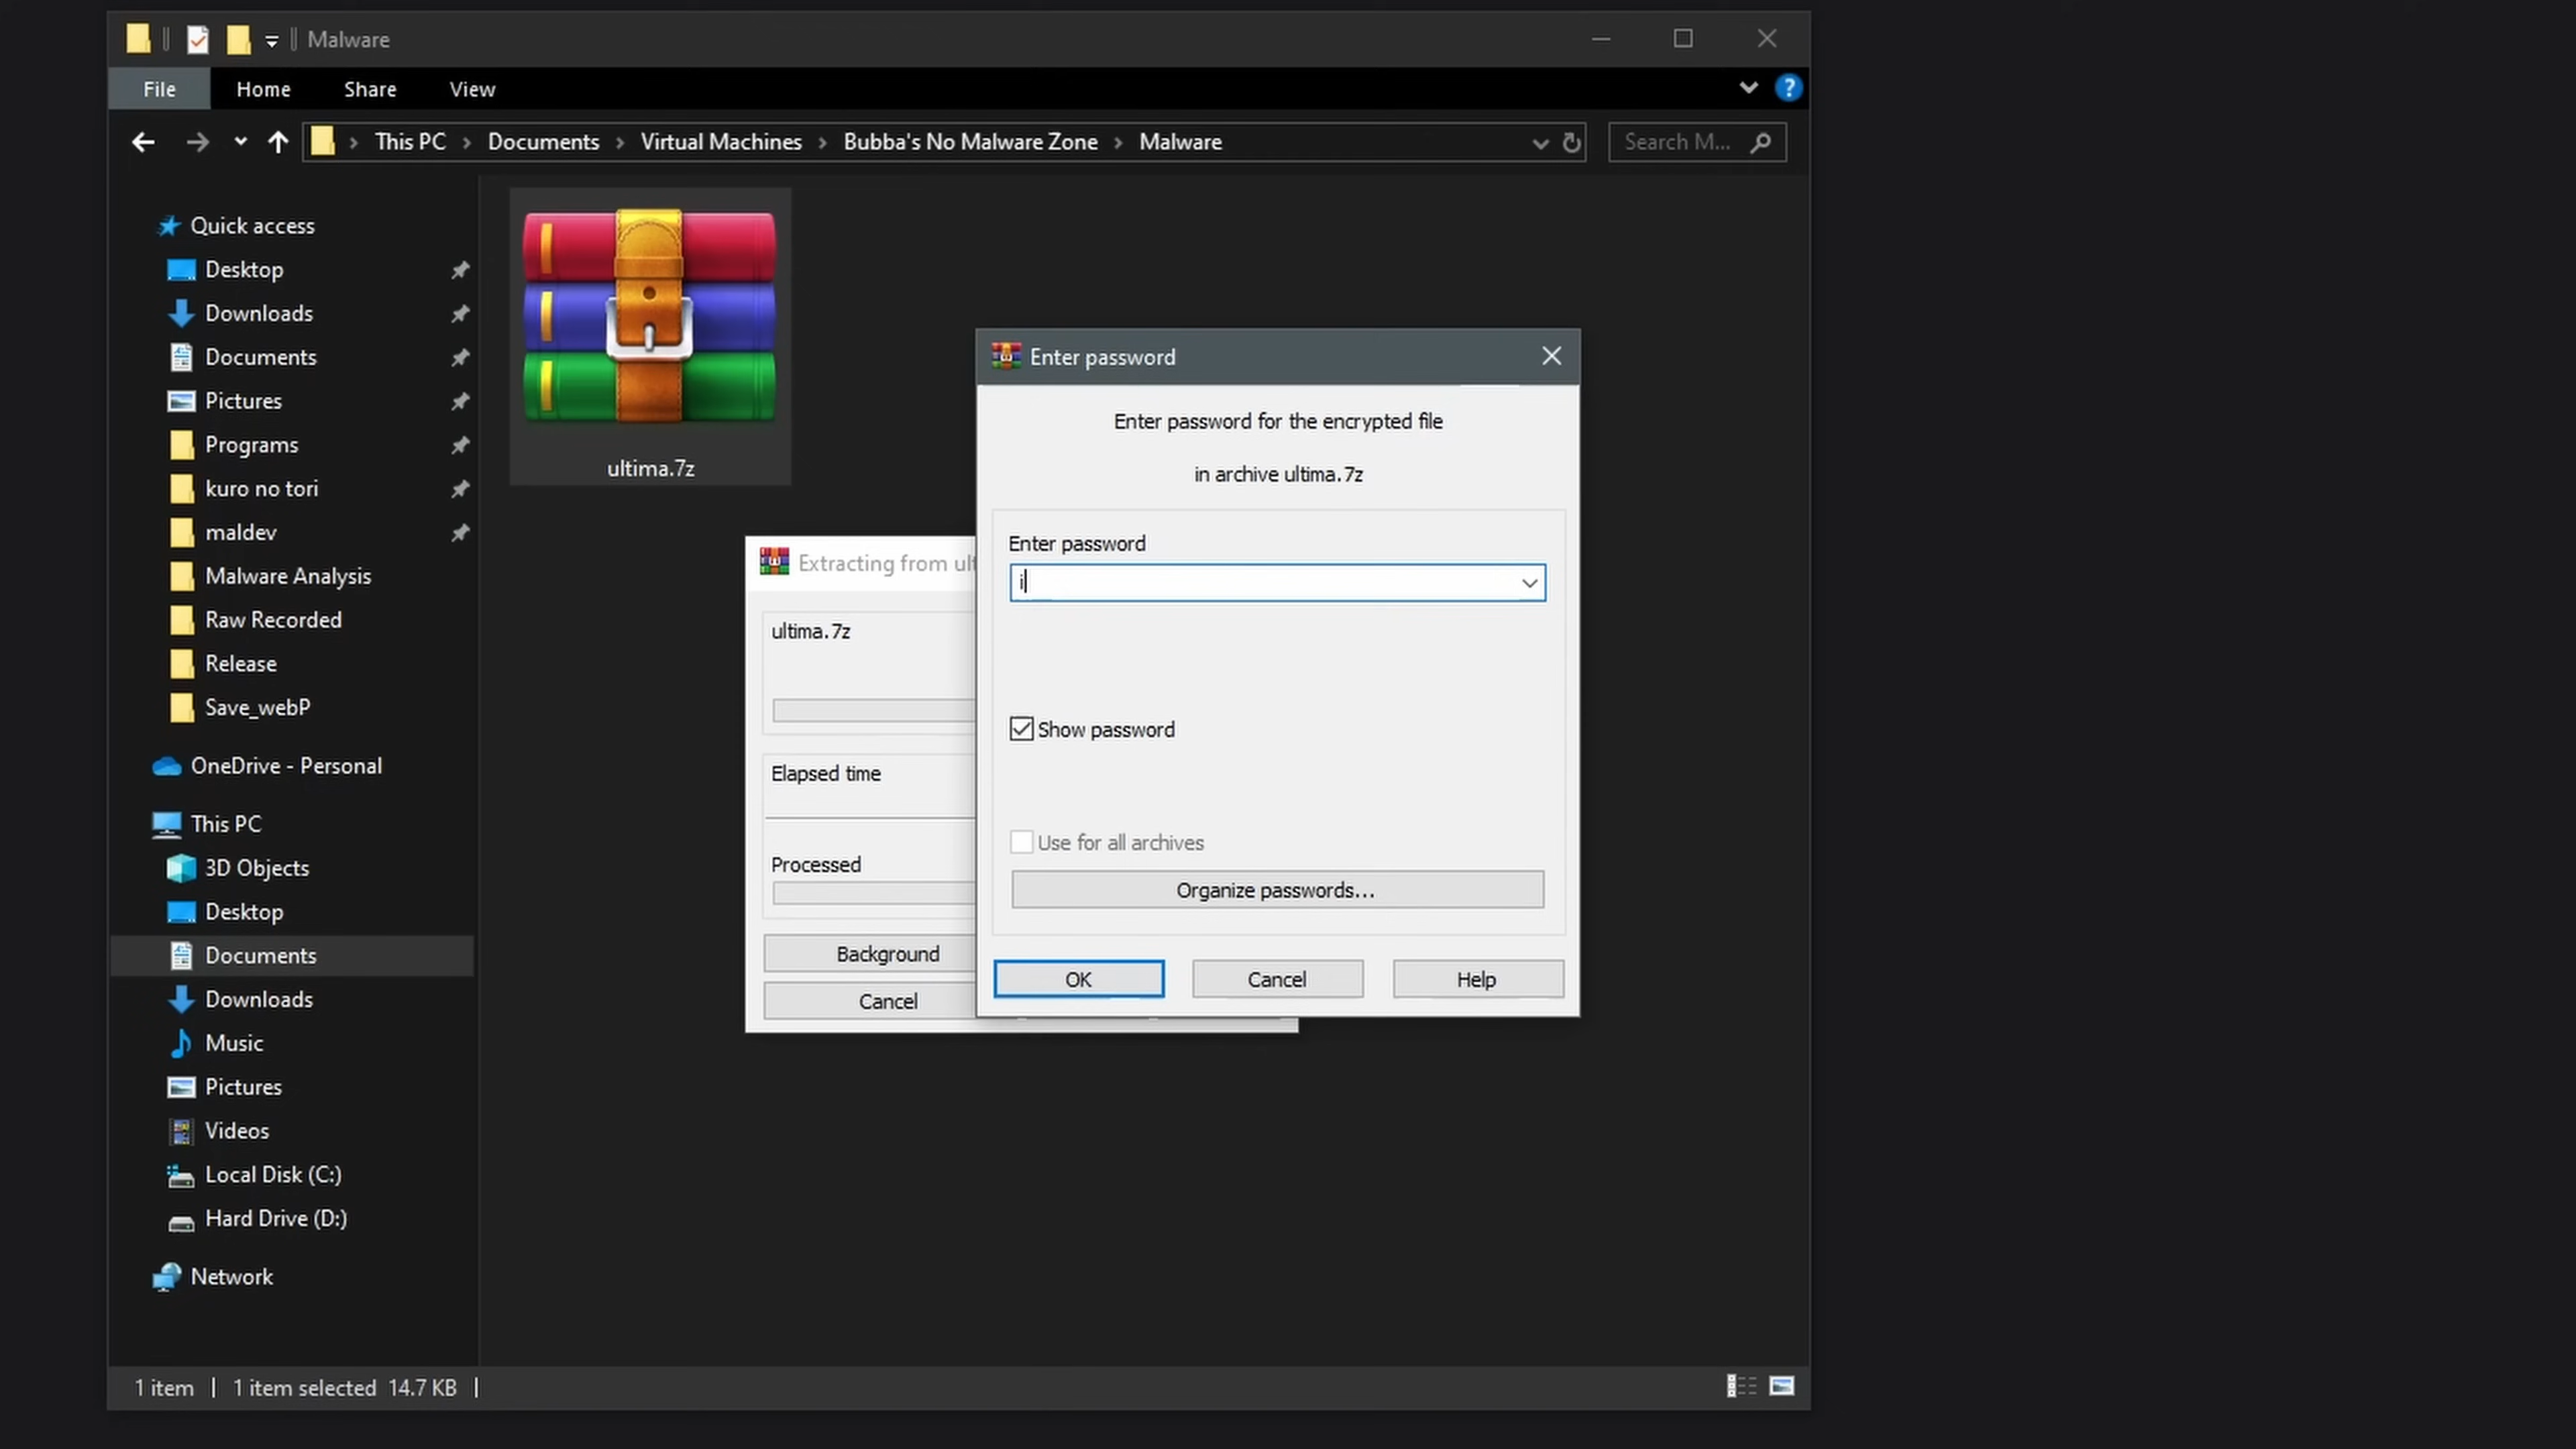 Malware
File Home Share View
This PC > Documents > Virtual Machines > Bubba's No Malware Zone > Malware
Search M...
Quick access
Desktop
Downloads
Documents
Pictures
Programs
kuro no tori
maldev
Malware Analysis
Raw Recorded
Release
Save_webP
OneDrive - Personal
This PC
3D Objects
Desktop
Documents
Downloads
Music
Pictures
Videos
Local Disk (C:)
Hard Drive (D:)
Network
ultima.7z
Extracting from ult
ultima.7z
Elapsed time
Processed
Background
Cancel
Enter password
Enter password for the encrypted file
in archive ultima.7z
Enter password
i
Show password
Use for all archives
Organize passwords...
OK Cancel Help
1 item | 1 item selected 14.7 KB |